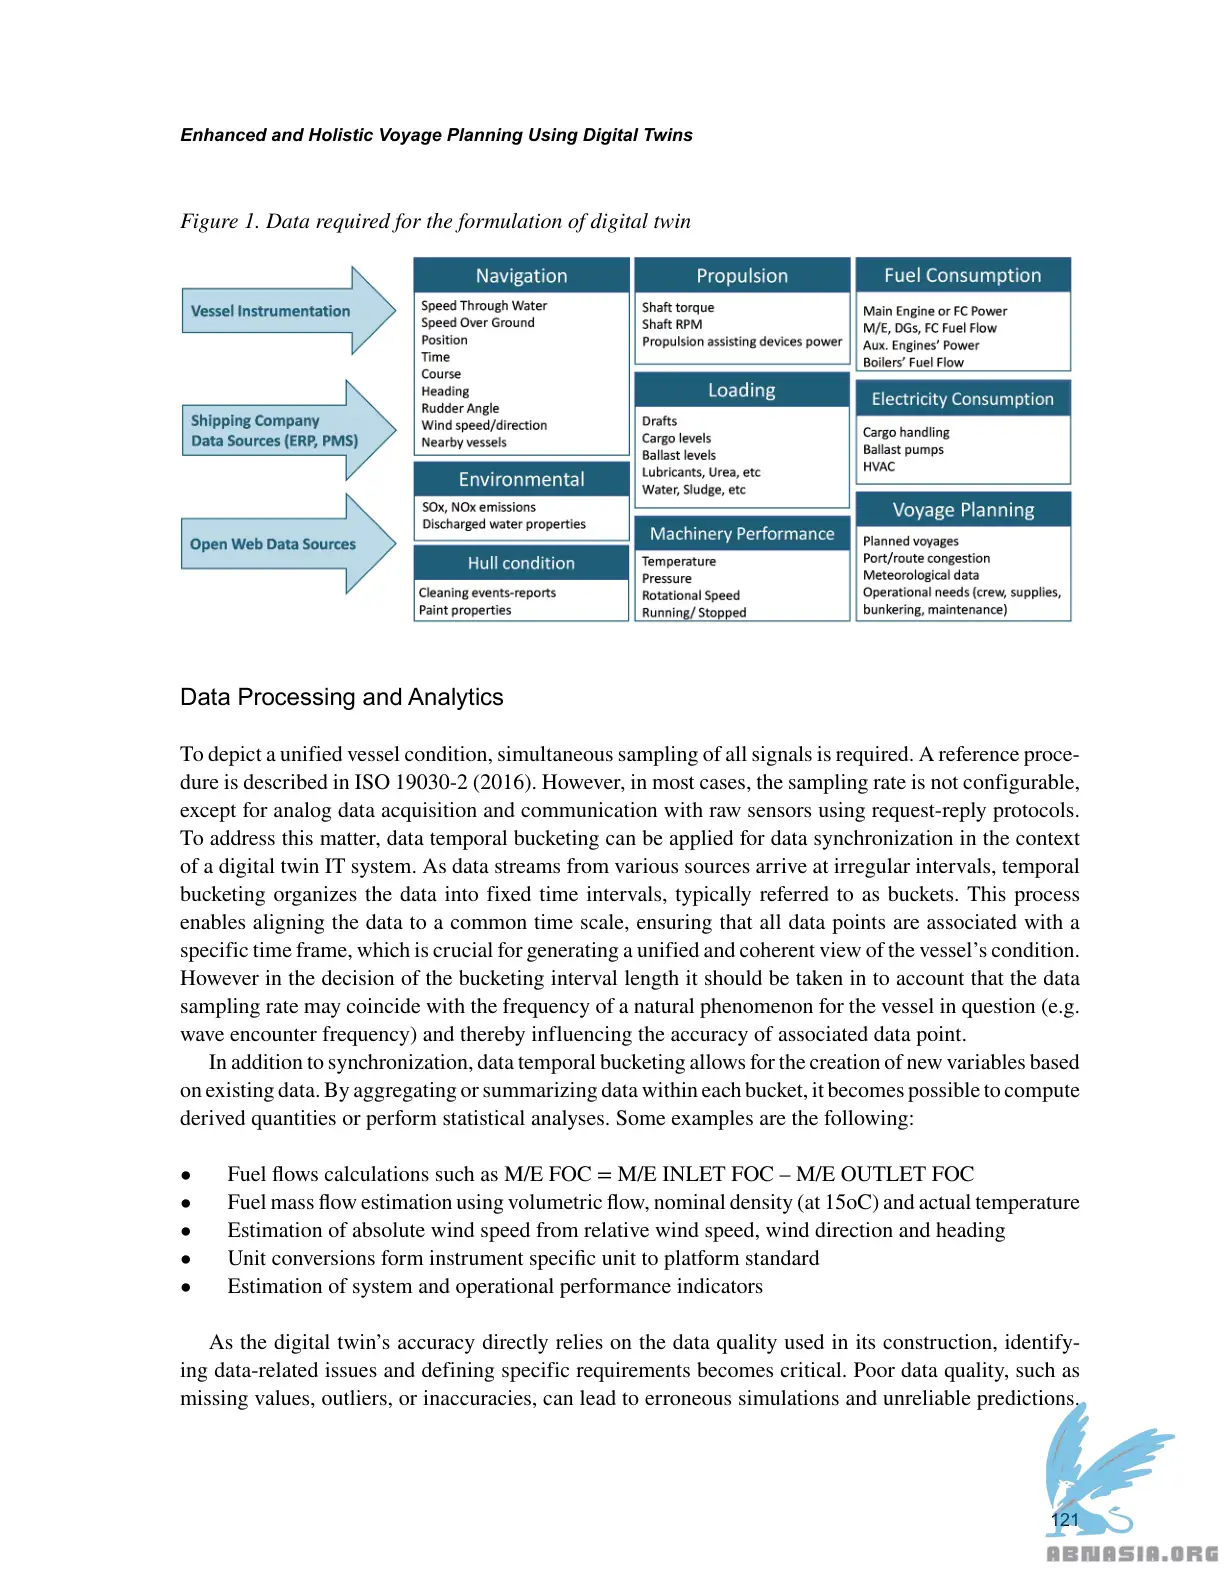 Enhanced and Holistic Voyage Planning Using Digital Twins
Figure 1. Data required for the formulation of digital twin
Vessel Instrumentation
Shipping Company
Data Sources (ERP, PMS)
Open Web Data Sources
Navigation
Speed Through Water
Speed Over Ground
Position
Time
Course
Heading
Rudder Angle
Wind speed/direction
Nearby vessels
Environmental
SOx, NOx emissions
Discharged water properties
Hull condition
Cleaning events-reports
Paint properties
Propulsion
Shaft torque
Shaft RPM
Propulsion assisting devices power
Loading
Drafts
Cargo levels
Ballast levels
Lubricants, Urea, etc
Water, Sludge, etc
Machinery Performance
Temperature
Pressure
Rotational Speed
Running/ Stopped
Fuel Consumption
Main Engine or FC Power
M/E, DGs, FC Fuel Flow
Aux. Engines' Power
Boilers' Fuel Flow
Electricity Consumption
Cargo handling
Ballast pumps
HVAC
Voyage Planning
Planned voyages
Port/route congestion
Meteorological data
Operational needs (crew, supplies,
bunkering, maintenance)
Data Processing and Analytics
To depict a unified vessel condition, simultaneous sampling of all signals is required. A reference proce-
dure is described in ISO 19030-2 (2016). However, in most cases, the sampling rate is not configurable,
except for analog data acquisition and communication with raw sensors using request-reply protocols.
To address this matter, data temporal bucketing can be applied for data synchronization in the context
of a digital twin IT system. As data streams from various sources arrive at irregular intervals, temporal
bucketing organizes the data into fixed time intervals, typically referred to as buckets. This process
enables aligning the data to a common time scale, ensuring that all data points are associated with a
specific time frame, which is crucial for generating a unified and coherent view of the vessel's condition.
However in the decision of the bucketing interval length it should be taken in to account that the data
sampling rate may coincide with the frequency of a natural phenomenon for the vessel in question (e.g.
wave encounter frequency) and thereby influencing the accuracy of associated data point.
In addition to synchronization, data temporal bucketing allows for the creation of new variables based
on existing data. By aggregating or summarizing data within each bucket, it becomes possible to compute
derived quantities or perform statistical analyses. Some examples are the following:
● Fuel flows calculations such as M/E FOC = M/E INLET FOC – M/E OUTLET FOC
● Fuel mass flow estimation using volumetric flow, nominal density (at 15oC) and actual temperature
● Estimation of absolute wind speed from relative wind speed, wind direction and heading
● Unit conversions form instrument specific unit to platform standard
● Estimation of system and operational performance indicators
As the digital twin's accuracy directly relies on the data quality used in its construction, identify-
ing data-related issues and defining specific requirements becomes critical. Poor data quality, such as
missing values, outliers, or inaccuracies, can lead to erroneous simulations and unreliable predictions.
121
ABNASIA.ORG